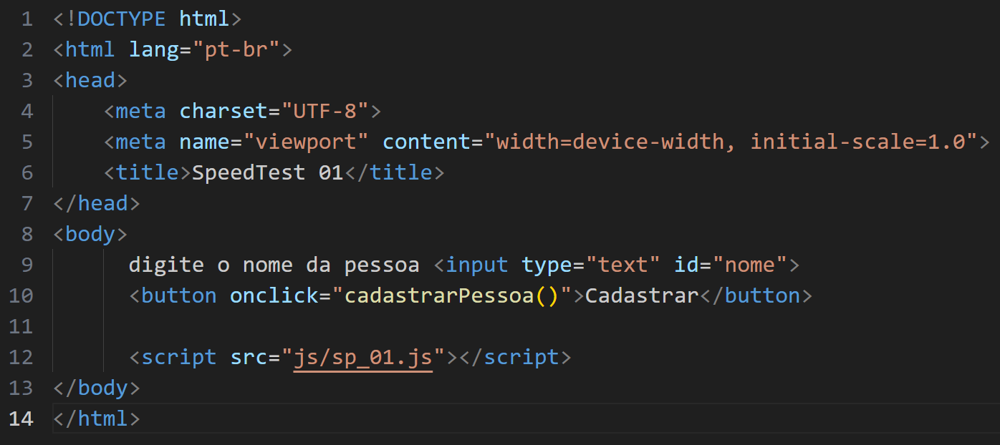 1 <!DOCTYPE html>
2 <html lang="pt-br">
3 <head>
4     <meta charset="UTF-8">
5     <meta name="viewport" content="width=device-width, initial-scale=1.0">
6     <title>SpeedTest 01</title>
7 </head>
8 <body>
9       digite o nome da pessoa <input type="text" id="nome">
10       <button onclick="cadastrarPessoa()">Cadastrar</button>
11
12       <script src="js/sp_01.js"></script>
13 </body>
14 </html>